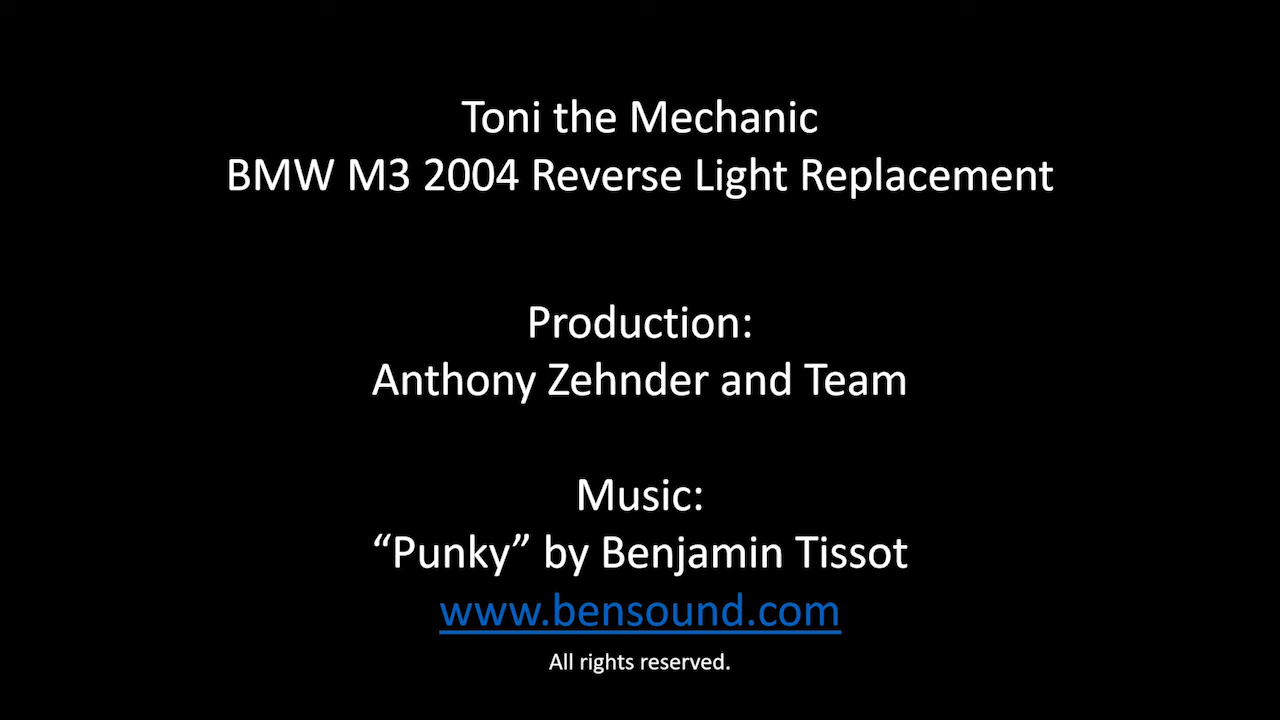 Toni the Mechanic
BMW M3 2004 Reverse Light Replacement
Production:
Anthony Zehnder and Team
Music:
“Punky” by Benjamin Tissot
www.bensound.com
All rights reserved.